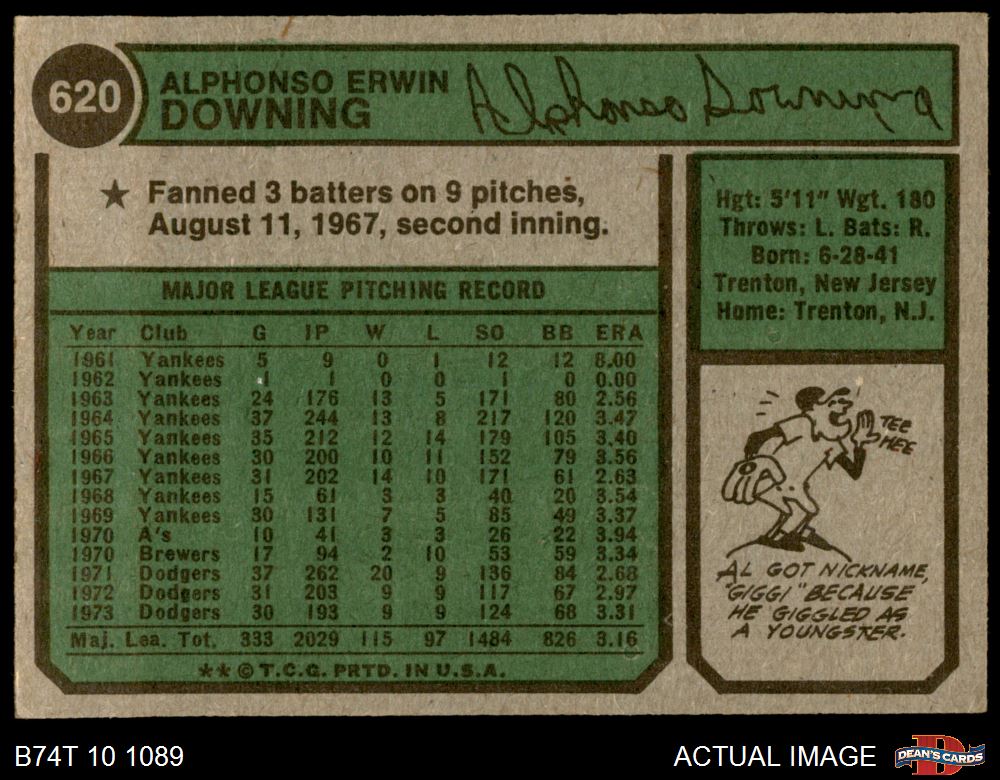 620
ALPHONSO ERWIN
DOWNING
Alphonso Downing
★ Fanned 3 batters on 9 pitches,
August 11, 1967, second inning.
MAJOR LEAGUE PITCHING RECORD
Year Club G IP W L SO BB ERA
1961 Yankees 5 9 0 1 12 12 8.00
1962 Yankees 1 1 0 0 1 0 0.00
1963 Yankees 24 176 13 5 171 80 2.56
1964 Yankees 37 244 13 8 217 120 3.47
1965 Yankees 35 212 12 14 179 105 3.40
1966 Yankees 30 200 10 11 152 79 3.56
1967 Yankees 31 202 14 10 171 61 2.63
1968 Yankees 15 61 3 3 40 20 3.54
1969 Yankees 30 131 7 5 85 49 3.37
1970 A's 10 41 3 3 26 22 3.94
1970 Brewers 17 94 2 10 53 59 3.34
1971 Dodgers 37 262 20 9 136 84 2.68
1972 Dodgers 31 203 9 9 117 67 2.97
1973 Dodgers 30 193 9 9 124 68 3.31
Maj. Lea. Tot. 333 2029 115 97 1484 826 3.16
**© T.C.G. PRTD. IN U.S.A.
Hgt: 5'11" Wgt. 180
Throws: L. Bats: R.
Born: 6-28-41
Trenton, New Jersey
Home: Trenton, N.J.
TEE
HEE
AL GOT NICKNAME,
"GIGGI" BECAUSE
HE GIGGLED AS
A YOUNGSTER.
B74T 10 1089
ACTUAL IMAGE
DEAN'S CARDS